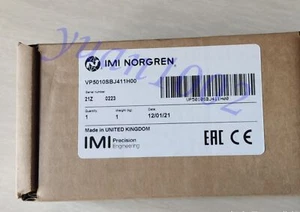 IMI NORGREN
VP5010SBJ411H00
Serial number
21Z 0223
VP5010SBJ411H00
Quantity Weight kg Date
1 1 12/01/21
Made in UNITED KINGDOM
IMI Precision
Engineering